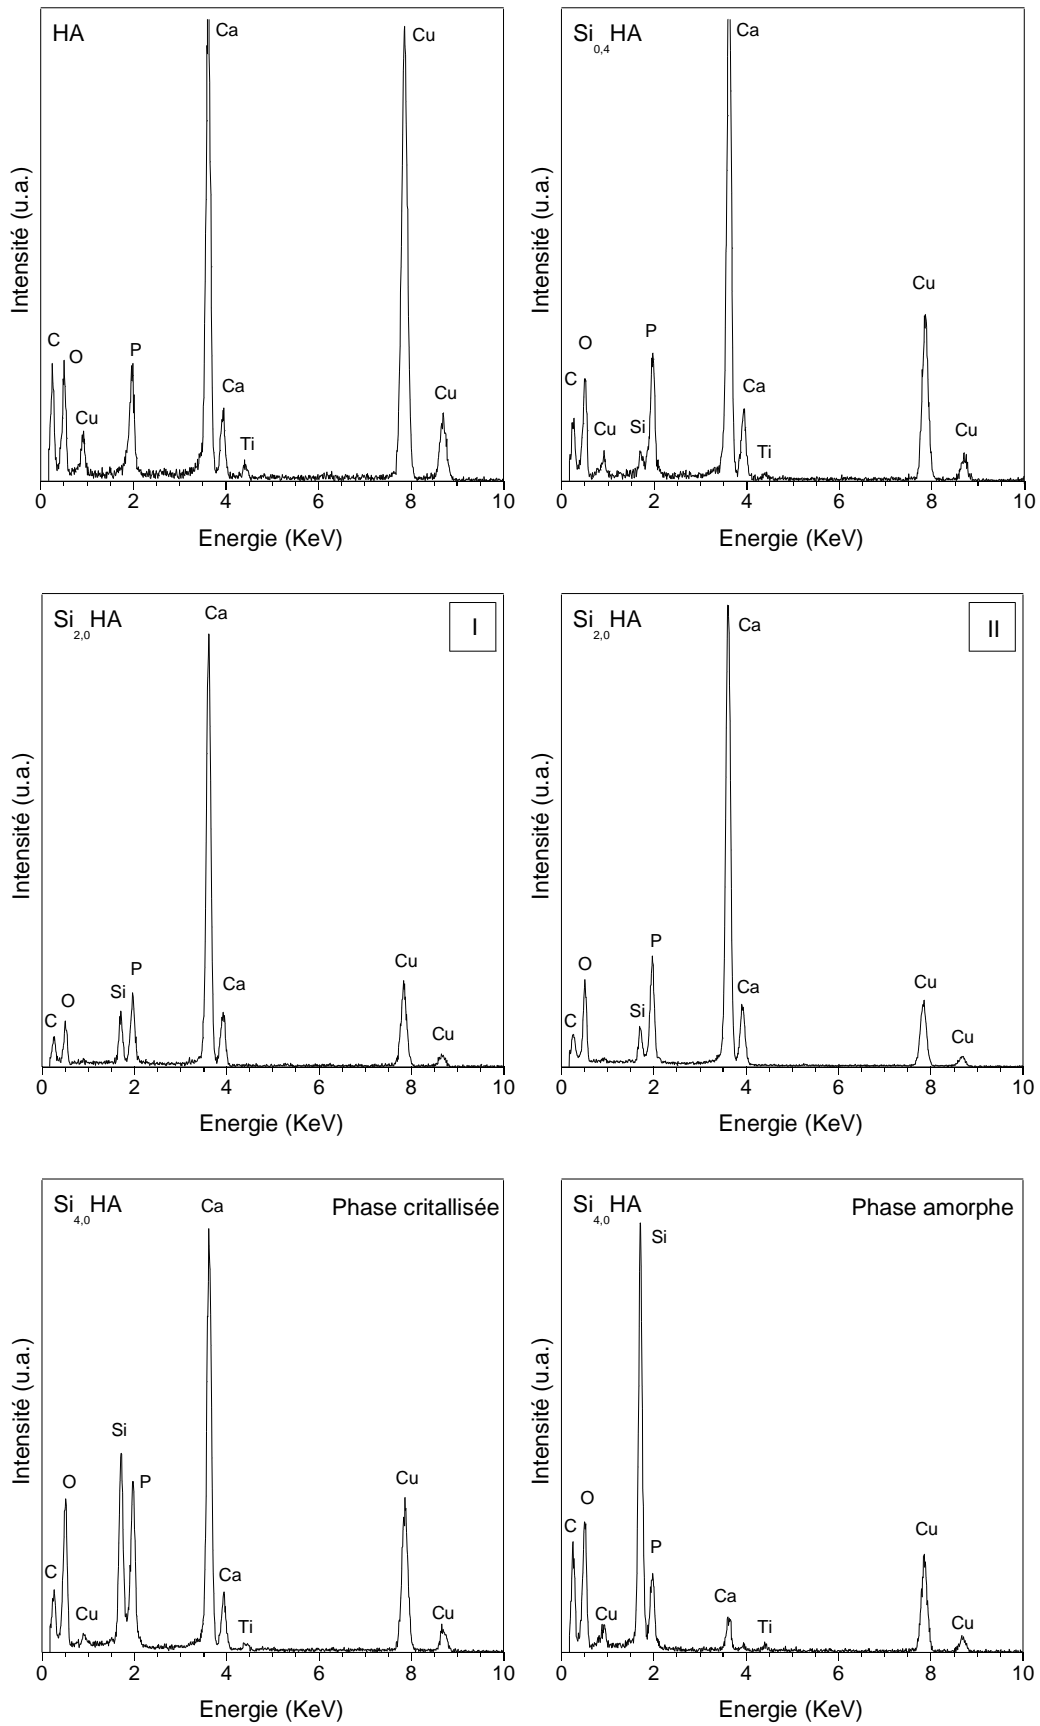 HA
Ca
Cu
C
O
Cu
P
Ca
Ti
Cu
Intensité (u.a.)
0 2 4 6 8 10
Energie (KeV)
Si0,4HA
Ca
Cu
O
C
Cu
Si
P
Ca
Ti
Cu
Intensité (u.a.)
0 2 4 6 8 10
Energie (KeV)
Si2,0HA
I
Ca
C
O
Si
P
Ca
Cu
Cu
Intensité (u.a.)
0 2 4 6 8 10
Energie (KeV)
Si2,0HA
II
Ca
C
O
Si
P
Ca
Cu
Cu
Intensité (u.a.)
0 2 4 6 8 10
Energie (KeV)
Si4,0HA
Phase critallisée
Ca
Si
O
P
C
Cu
Ca
Ti
Cu
Cu
Intensité (u.a.)
0 2 4 6 8 10
Energie (KeV)
Si4,0HA
Phase amorphe
Si
O
C
Cu
P
Ca
Ti
Cu
Cu
Intensité (u.a.)
0 2 4 6 8 10
Energie (KeV)